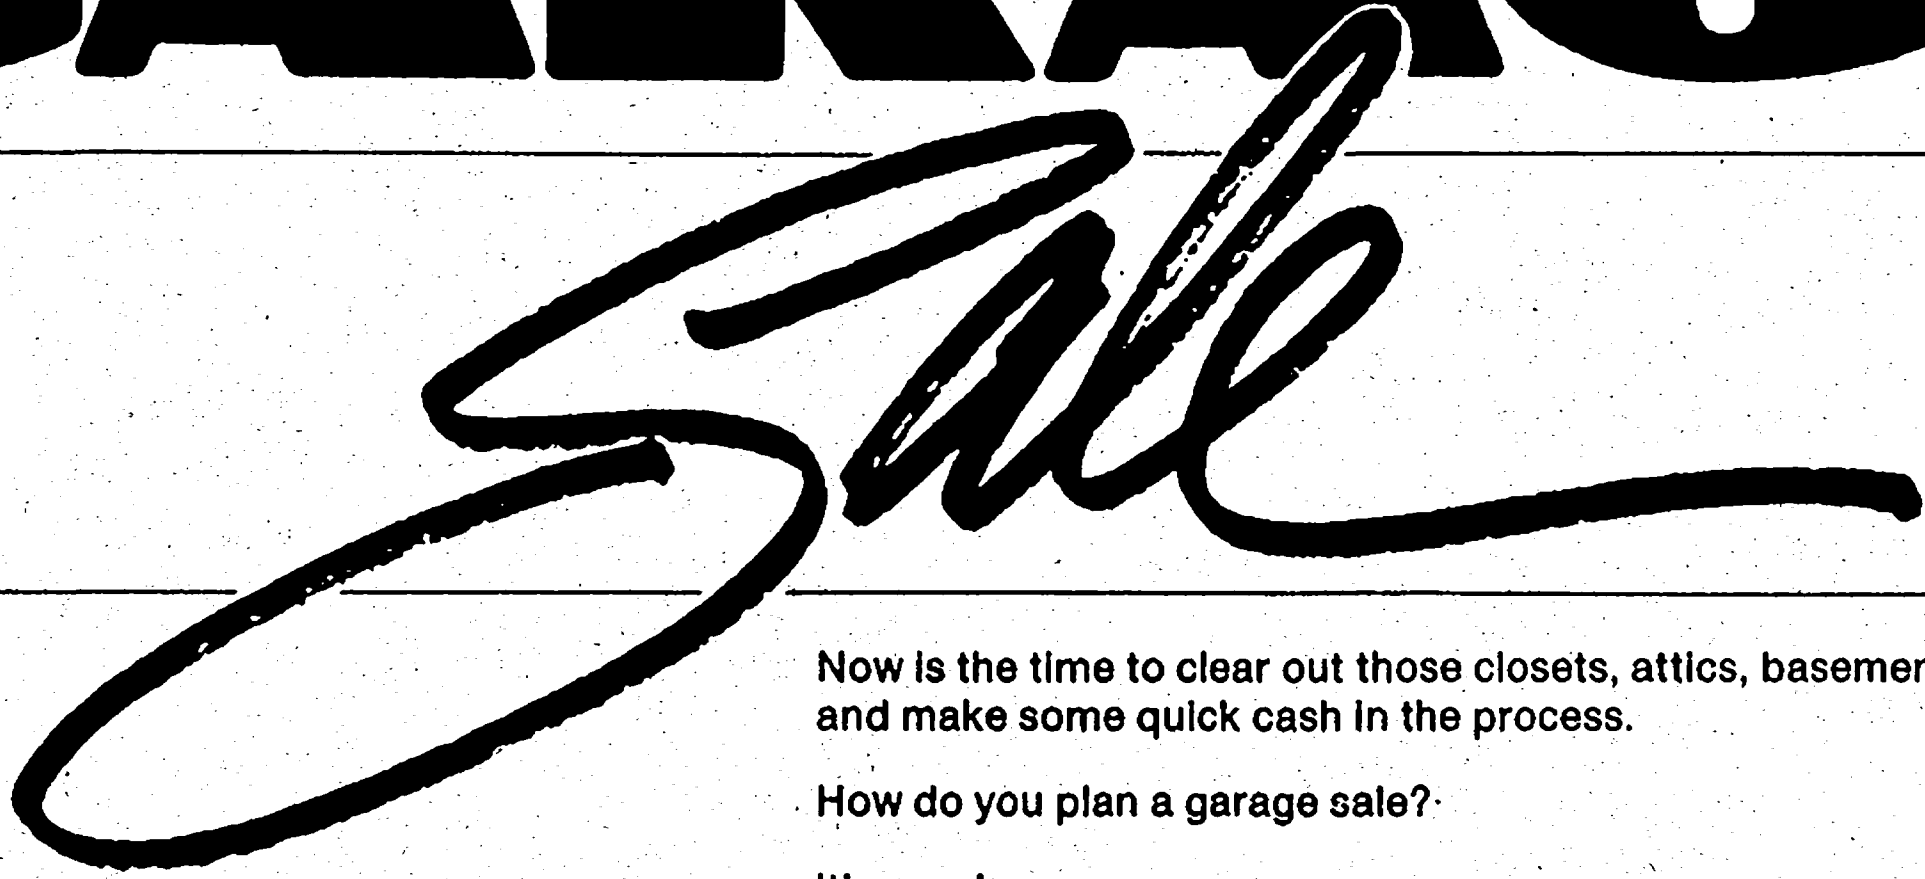 Sale
Now is the time to clear out those closets, attics,
and make some quick cash in the process.
How do you plan a garage sale?